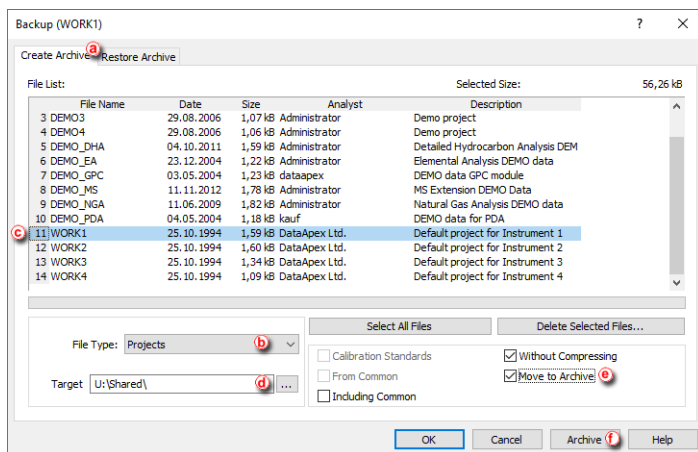 Backup (WORK1) ? ×
Create Archive a Restore Archive
File List: Selected Size: 56,26 kB
File Name Date Size Analyst Description
3 DEMO3 29.08.2006 1,07 kB Administrator Demo project
4 DEMO4 29.08.2006 1,06 kB Administrator Demo project
5 DEMO_DHA 04.10.2011 1,59 kB Administrator Detailed Hydrocarbon Analysis DEM
6 DEMO_EA 23.12.2004 1,22 kB Administrator Elemental Analysis DEMO data
7 DEMO_GPC 03.05.2004 1,23 kB dataapex DEMO data GPC module
8 DEMO_MS 11.11.2012 1,78 kB Administrator MS Extension DEMO Data
9 DEMO_NGA 11.06.2009 1,82 kB Administrator Natural Gas Analysis DEMO data
10 DEMO_PDA 04.05.2004 1,18 kB kauf DEMO data for PDA
c 11 WORK1 25.10.1994 1,59 kB DataApex Ltd. Default project for Instrument 1
12 WORK2 25.10.1994 1,60 kB DataApex Ltd. Default project for Instrument 2
13 WORK3 25.10.1994 1,34 kB DataApex Ltd. Default project for Instrument 3
14 WORK4 25.10.1994 1,09 kB DataApex Ltd. Default project for Instrument 4
Select All Files Delete Selected Files...
File Type: Projects b
Calibration Standards Without Compressing
Target U:\Shared\ d ...
From Common Move to Archive e
Including Common
OK Cancel Archive f Help